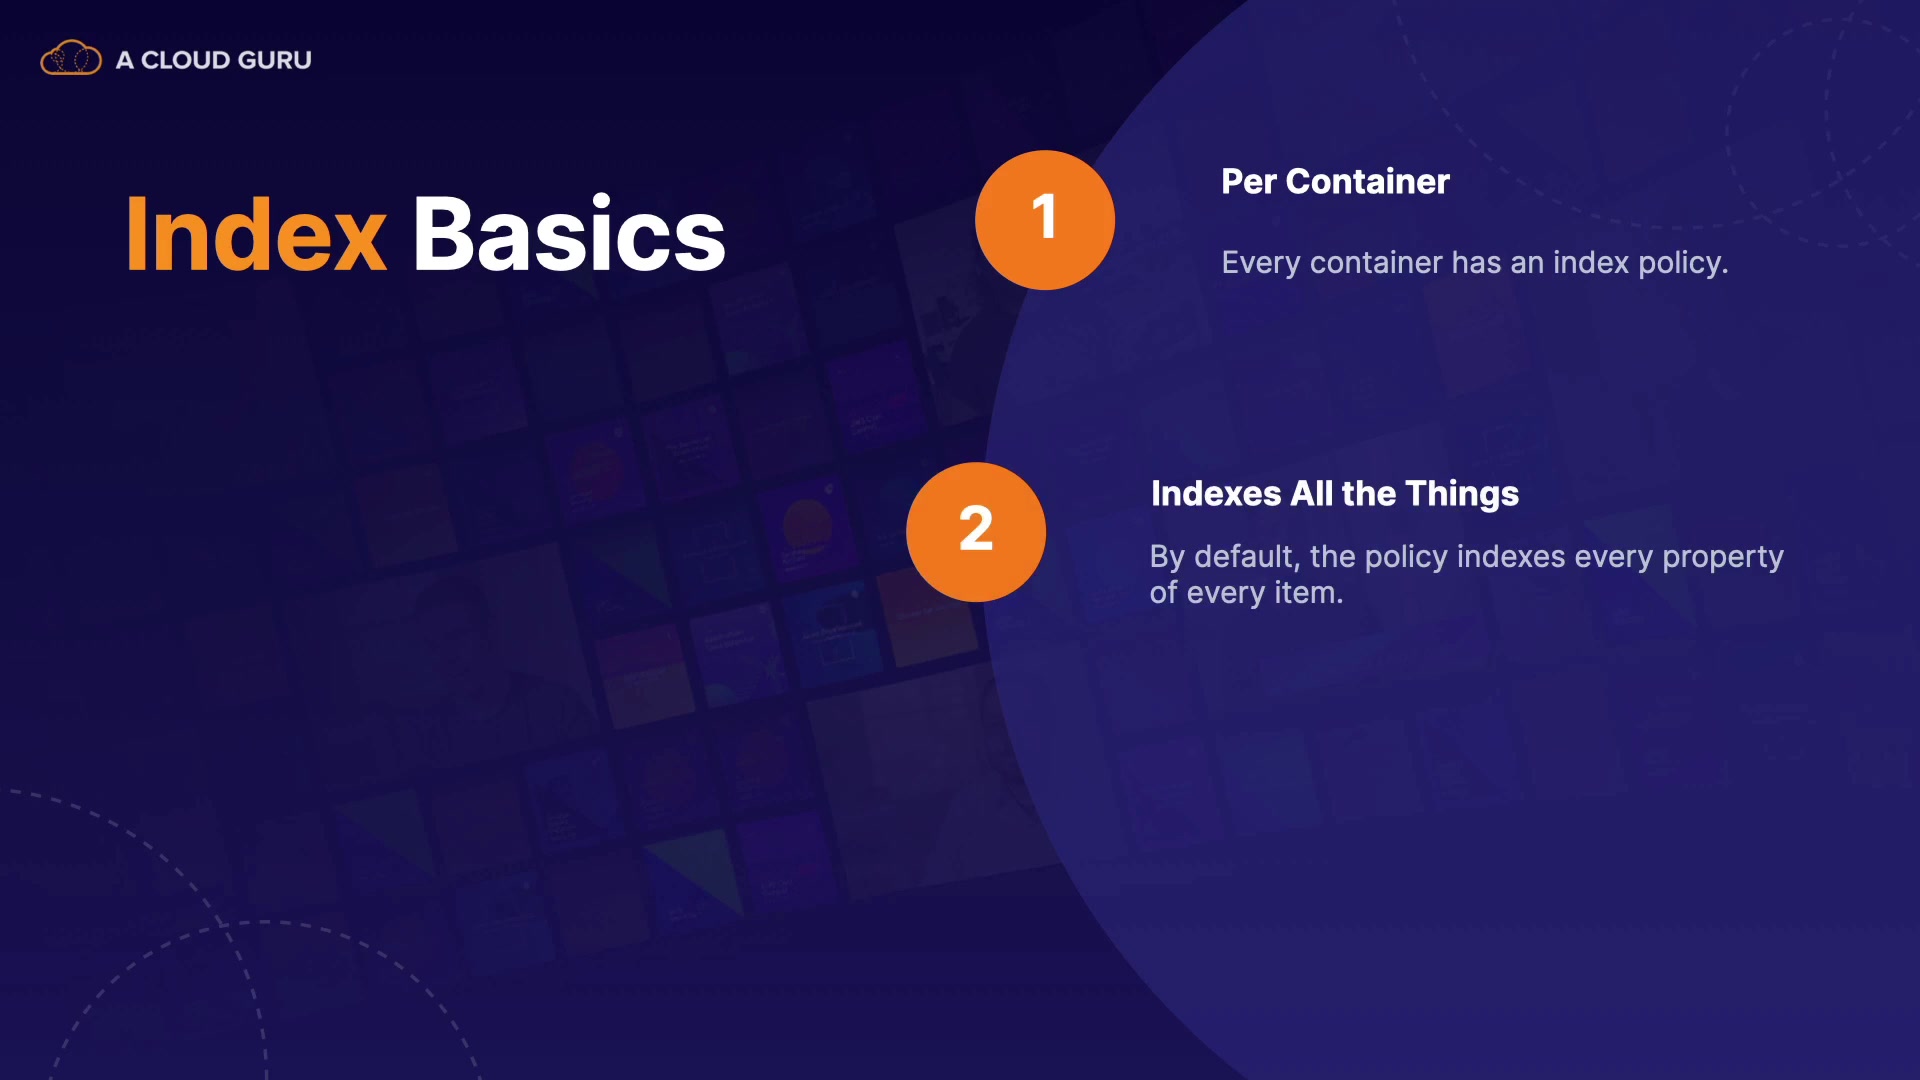 A CLOUD GURU
Index Basics
1
Per Container
Every container has an index policy.
2
Indexes All the Things
By default, the policy indexes every property
of every item.